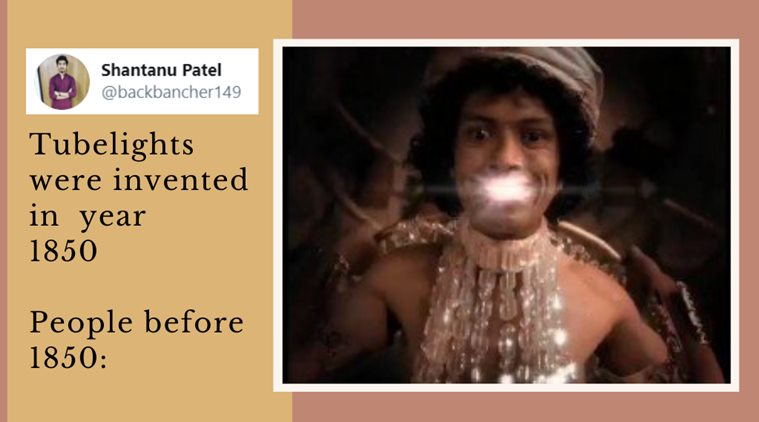 Shantanu Patel
@backbancher149
Tubelights
were invented
in year
1850
People before
1850: